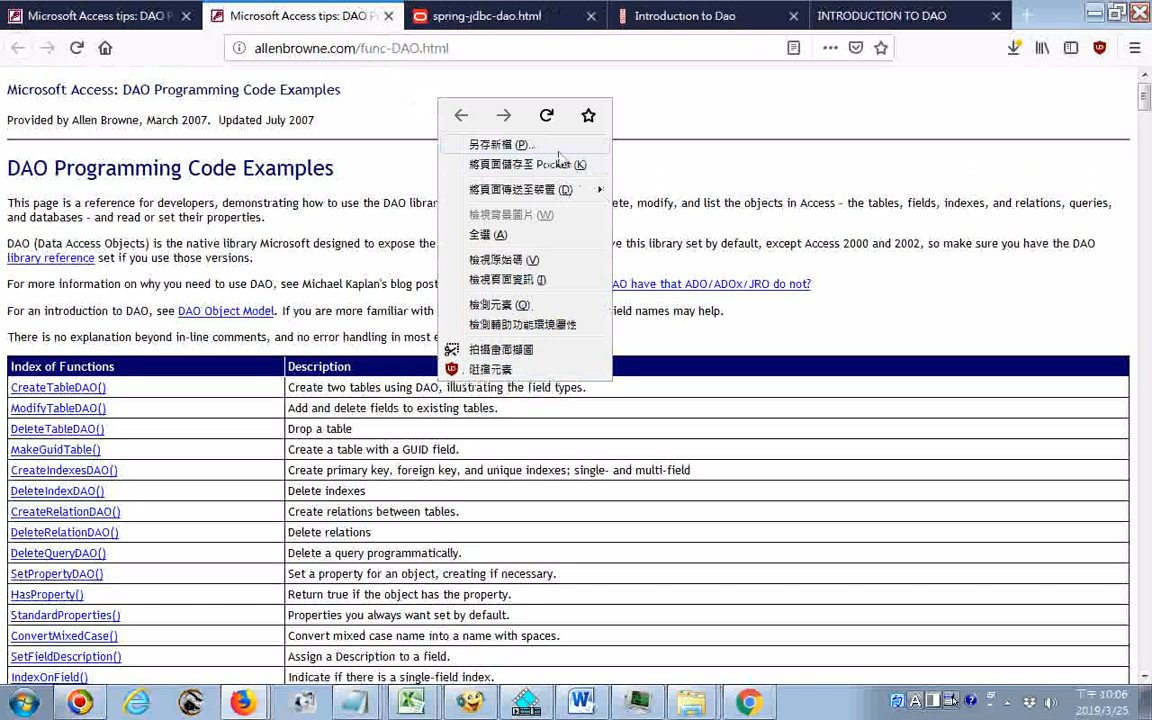 Microsoft Access tips: DAO P
Microsoft Access tips: DAO P
spring-jdbc-dao.html
Introduction to Dao
INTRODUCTION TO DAO
allenbrowne.com/func-DAO.html
Microsoft Access: DAO Programming Code Examples
Provided by Allen Browne, March 2007. Updated July 2007
DAO Programming Code Examples
This page is a reference for developers, demonstrating how to use the DAO librar
ete, modify, and list the objects in Access - the tables, fields, indexes, and relations, queries,
and databases - and read or set their properties.
DAO (Data Access Objects) is the native library Microsoft designed to expose the
ve this library set by default, except Access 2000 and 2002, so make sure you have the DAO
library reference set if you use those versions.
For more information on why you need to use DAO, see Michael Kaplan's blog post
AO have that ADO/ADOx/JRO do not?
For an introduction to DAO, see DAO Object Model. If you are more familiar with
field names may help.
There is no explanation beyond in-line comments, and no error handling in most e
另存新檔 (P)...
將頁面儲存至 Pocket (K)
將頁面傳送至裝置 (D)
檢視背景圖片 (W)
全選 (A)
檢視原始碼 (V)
檢視頁面資訊 (I)
檢測元素 (Q)
檢測輔助功能環境屬性
拍攝畫面擷圖
阻擋元素
Index of Functions
Description
CreateTableDAO()
Create two tables using DAO, illustrating the field types.
ModifyTableDAO()
Add and delete fields to existing tables.
DeleteTableDAO()
Drop a table
MakeGuidTable()
Create a table with a GUID field.
CreateIndexesDAO()
Create primary key, foreign key, and unique indexes; single- and multi-field
DeleteIndexDAO()
Delete indexes
CreateRelationDAO()
Create relations between tables.
DeleteRelationDAO()
Delete relations
DeleteQueryDAO()
Delete a query programmatically.
SetPropertyDAO()
Set a property for an object, creating if necessary.
HasProperty()
Return true if the object has the property.
StandardProperties()
Properties you always want set by default.
ConvertMixedCase()
Convert mixed case name into a name with spaces.
SetFieldDescription()
Assign a Description to a field.
IndexOnField()
Indicate if there is a single-field index.
下午 10:06
2019/3/25